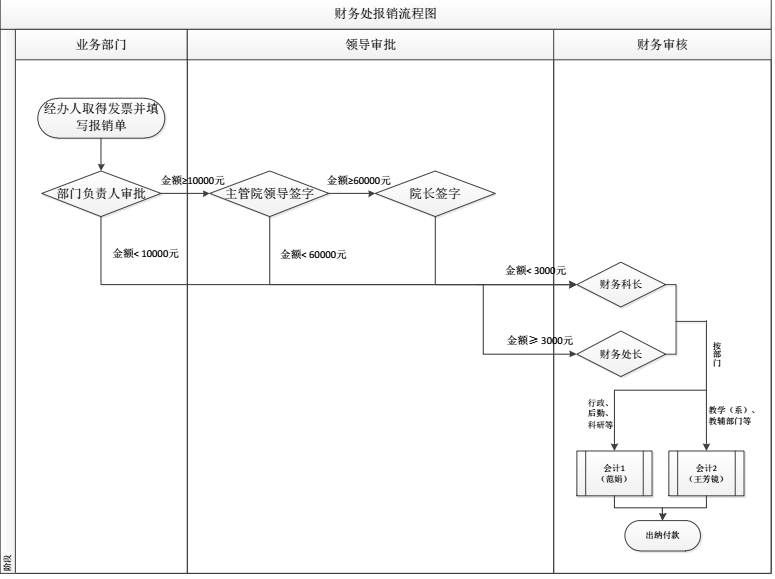 财务处报销流程图
业务部门
领导审批
财务审核
经办人取得发票并填
写报销单
部门负责人审批
金额≥10000元
主管院领导签字
金额≥60000元
院长签字
金额< 10000元
金额< 60000元
金额< 3000元
财务科长
金额≥ 3000元
财务处长
按部门
行政、
后勤、
科研等
教学（系）、
教辅部门等
会计1
（范娟）
会计2
（王芳镜）
出纳付款
阶段